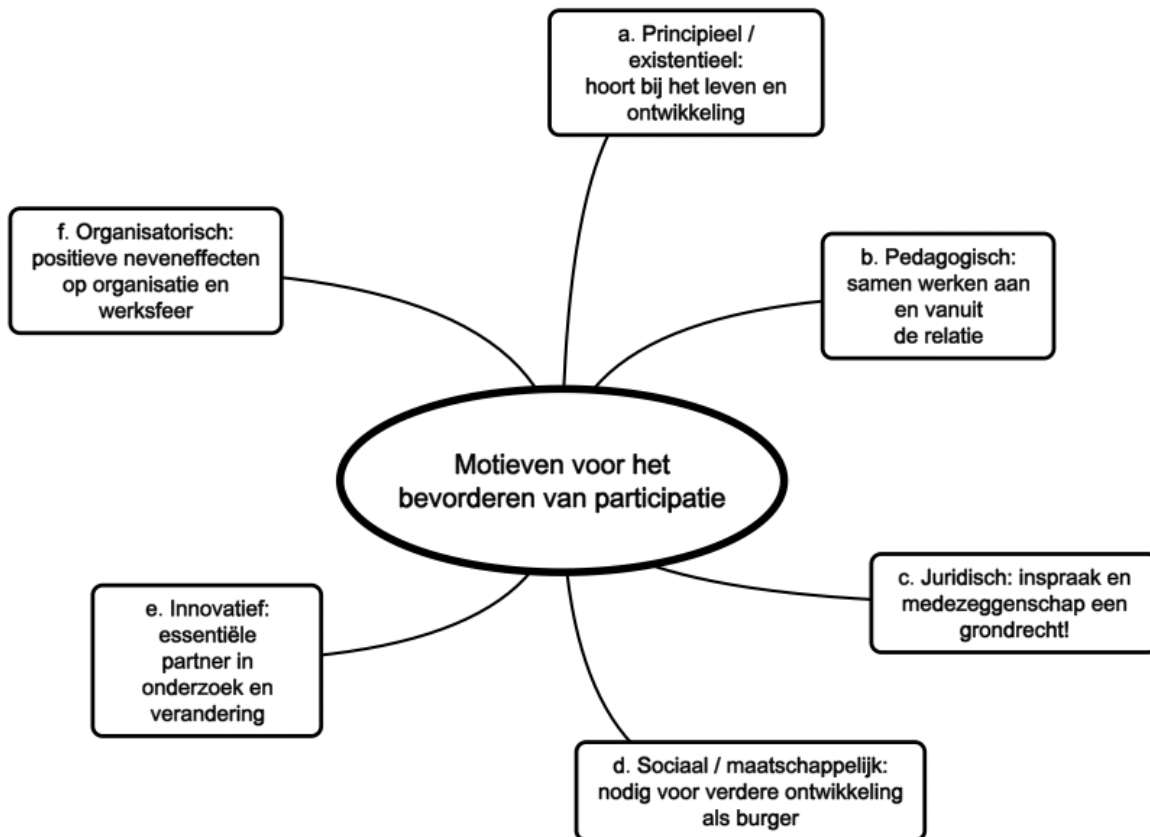 a. Principieel /
existentieel:
hoort bij het leven en
ontwikkeling
f. Organisatorisch:
positieve neveneffecten
op organisatie en
werksfeer
b. Pedagogisch:
samen werken aan
en vanuit
de relatie
Motieven voor het
bevorderen van participatie
c. Juridisch: inspraak en
medezeggenschap een
grondrecht!
e. Innovatief:
essentiële
partner in
onderzoek en
verandering
d. Sociaal / maatschappelijk:
nodig voor verdere ontwikkeling
als burger